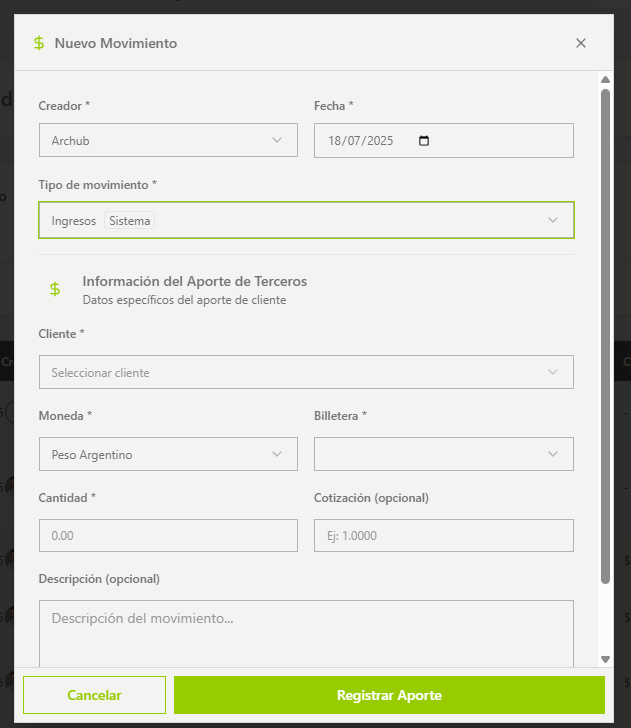 $ Nuevo Movimiento
Creador * Fecha *
Archub 18/07/2025
Tipo de movimiento *
Ingresos Sistema
$ Información del Aporte de Terceros
Datos específicos del aporte de cliente
Cliente *
Seleccionar cliente
Moneda * Billetera *
Peso Argentino
Cantidad * Cotización (opcional)
0.00 Ej: 1.0000
Descripción (opcional)
Descripción del movimiento...
Cancelar Registrar Aporte